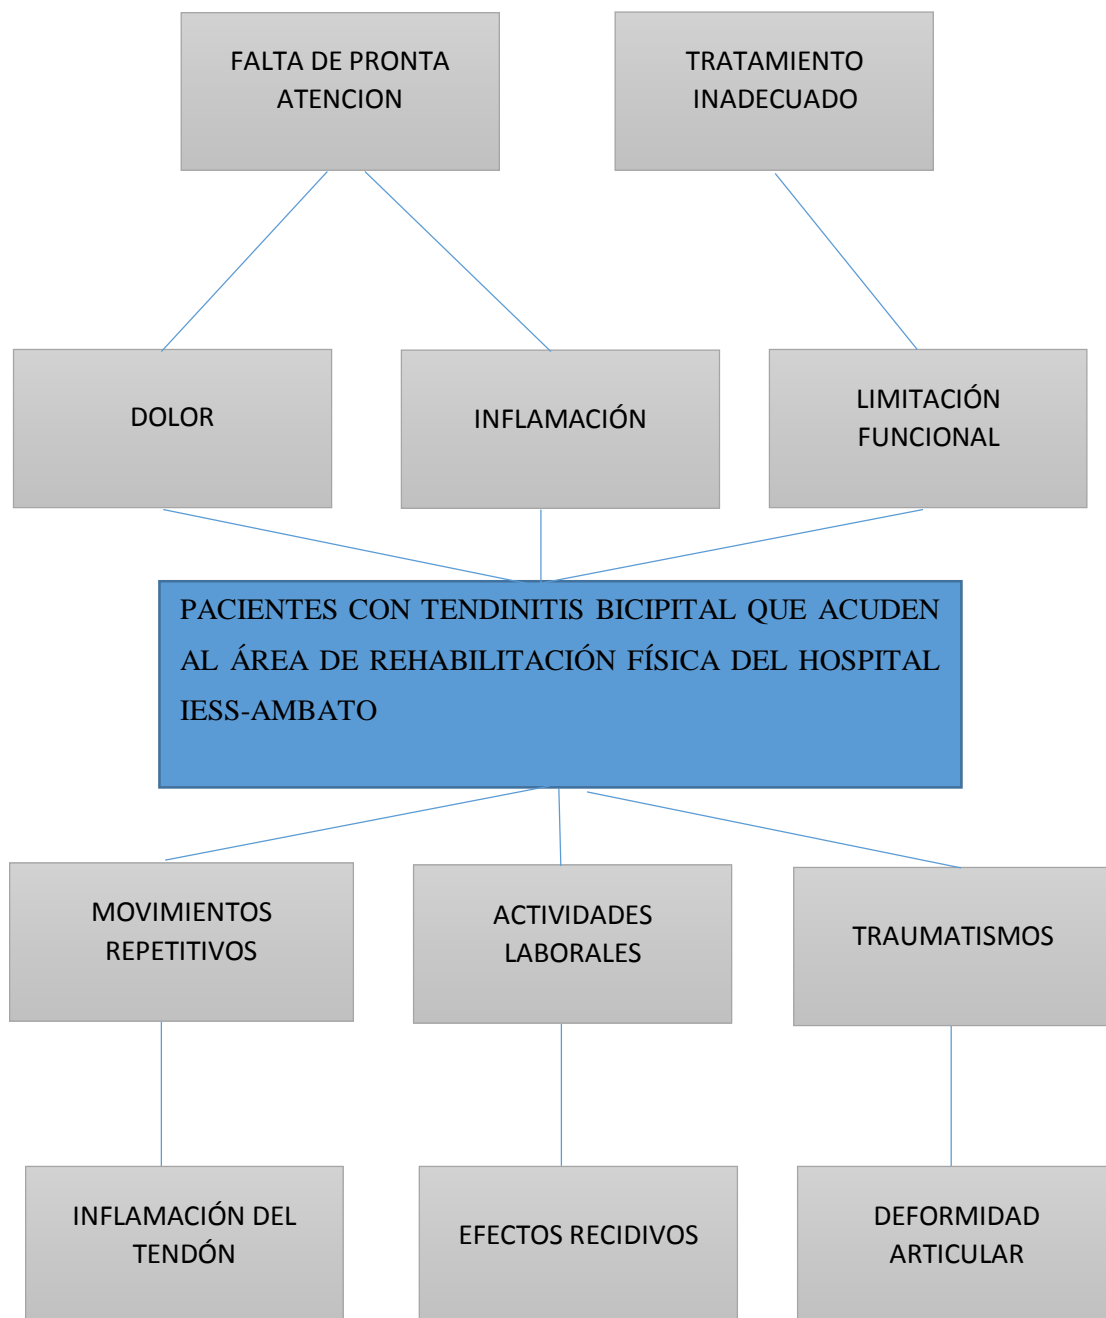 FALTA DE PRONTA
ATENCION
TRATAMIENTO
INADECUADO
DOLOR
INFLAMACIÓN
LIMITACIÓN
FUNCIONAL
PACIENTES CON TENDINITIS BICIPITAL QUE ACUDEN
AL ÁREA DE REHABILITACIÓN FÍSICA DEL HOSPITAL
IESS-AMBATO
MOVIMIENTOS
REPETITIVOS
ACTIVIDADES
LABORALES
TRAUMATISMOS
INFLAMACIÓN DEL
TENDÓN
EFECTOS RECIDIVOS
DEFORMIDAD
ARTICULAR